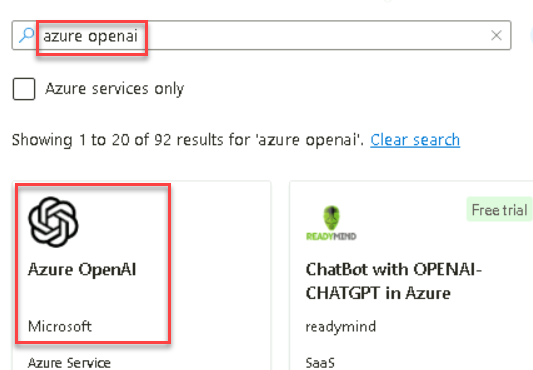 azure openai
Azure services only
Showing 1 to 20 of 92 results for 'azure openai'. Clear search
Free trial
READYMIND
Azure OpenAI
ChatBot with OPENAI-
CHATGPT in Azure
Microsoft
readymind
Azure Service
SaaS